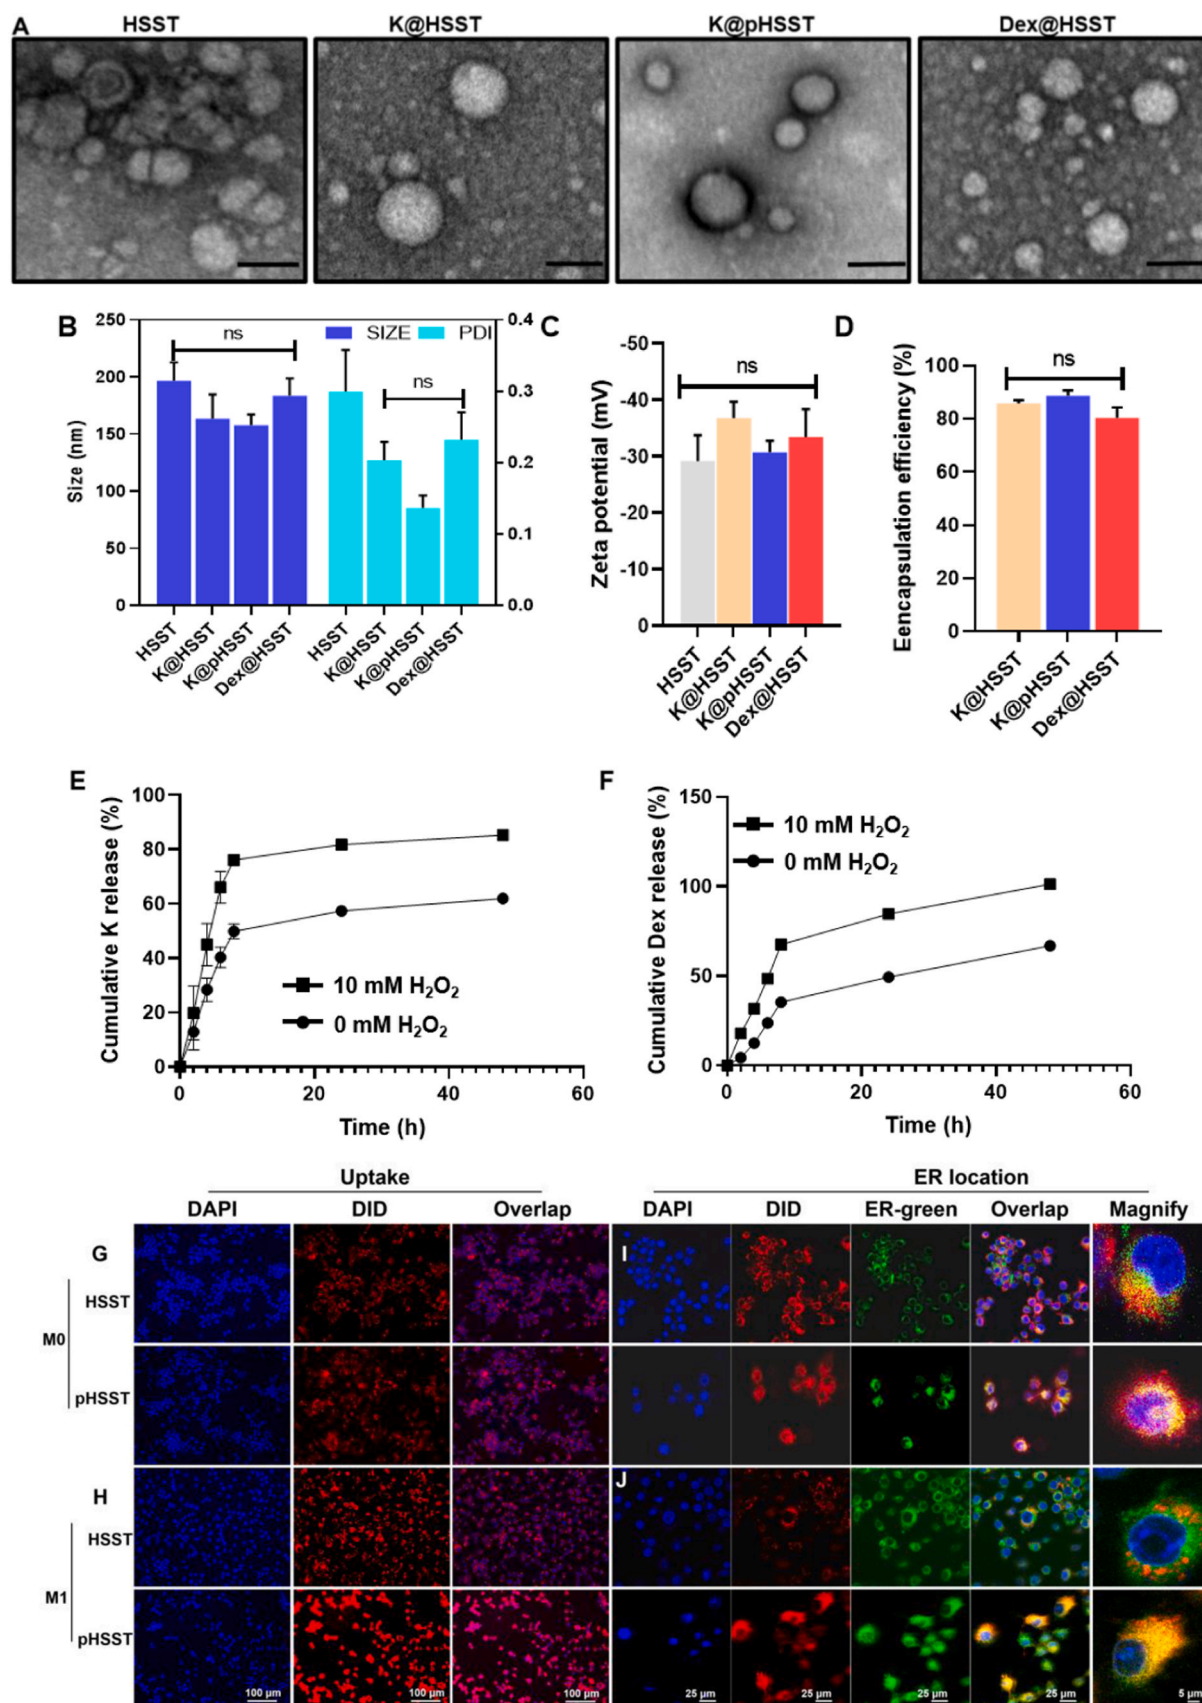 A
HSST K@HSST K@pHSST Dex@HSST
B
C
D
250
200
150
100
50
0
Size (nm)
0.4
0.3
0.2
0.1
0.0
SIZE PDI
ns
ns
HSST K@HSST K@pHSST Dex@HSST HSST K@HSST K@pHSST Dex@HSST
-50
-40
-30
-20
-10
0
Zeta potential (mV)
ns
HSST K@HSST K@pHSST Dex@HSST
100
80
60
40
20
0
Eencapsulation efficiency (%)
ns
K@HSST K@pHSST Dex@HSST
E
100
80
60
40
20
0
Cumulative K release (%)
10 mM H₂O₂
0 mM H₂O₂
0 20 40 60
Time (h)
F
150
100
50
0
Cumulative Dex release (%)
10 mM H₂O₂
0 mM H₂O₂
0 20 40 60
Time (h)
Uptake ER location
DAPI DID Overlap DAPI DID ER-green Overlap Magnify
G
I
M0
HSST
pHSST
H
J
M1
HSST
pHSST
100 µm 100 µm 100 µm 25 µm 25 µm 25 µm 25 µm 5 µm